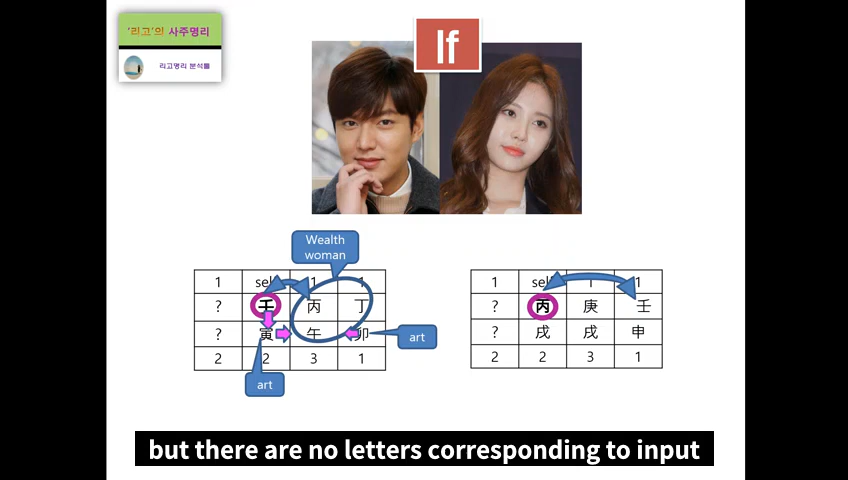 '리고'의 사주명리
리고명리 분석물
If
Wealth
woman
1 self 1 1
? 壬 丙 丁
? 寅 午 卯
2 2 3 1
art
art
1 self 1 1
? 丙 庚 壬
? 戌 戌 申
2 2 3 1
but there are no letters corresponding to input